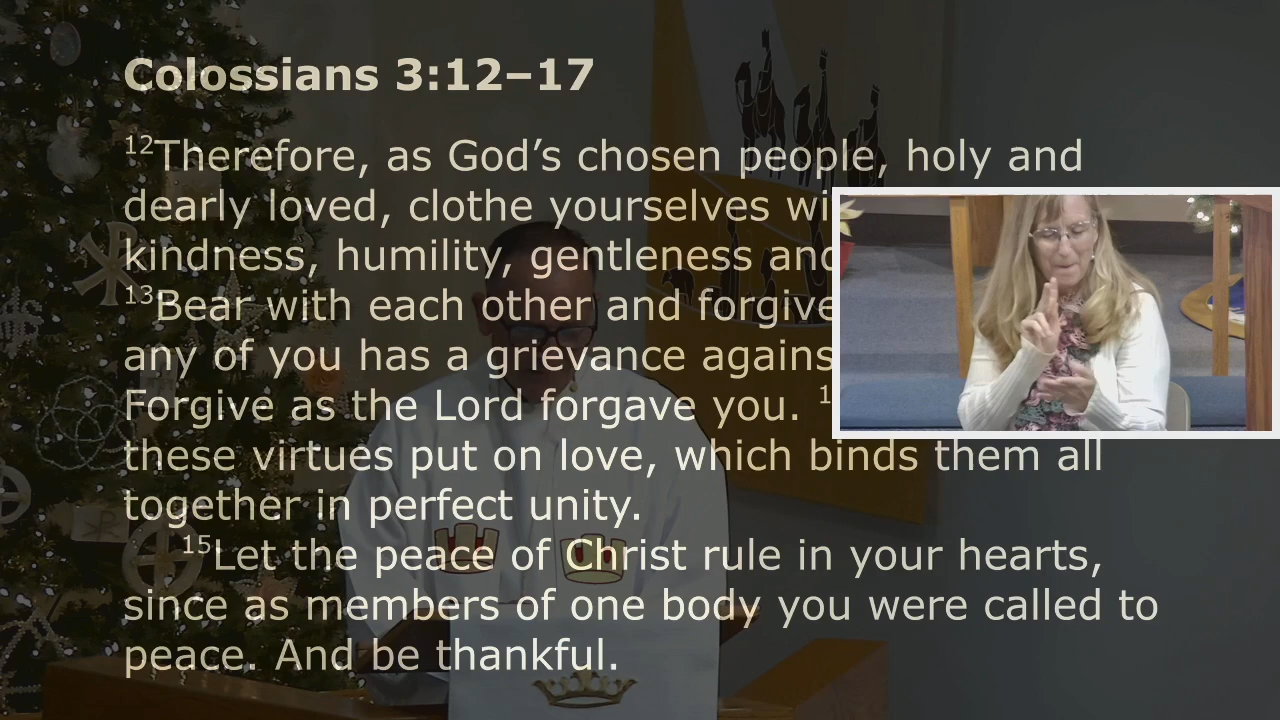 Colossians 3:12–17
12Therefore, as God’s chosen people, holy and
dearly loved, clothe yourselves
kindness, humility, gentleness and
13Bear with each other and forgive
any of you has a grievance
Forgive as the Lord forgave you.
these virtues put on love, which binds them all
together in perfect unity.
15Let the peace of Christ rule in your hearts,
since as members of one body you were called to
peace. And be thankful.